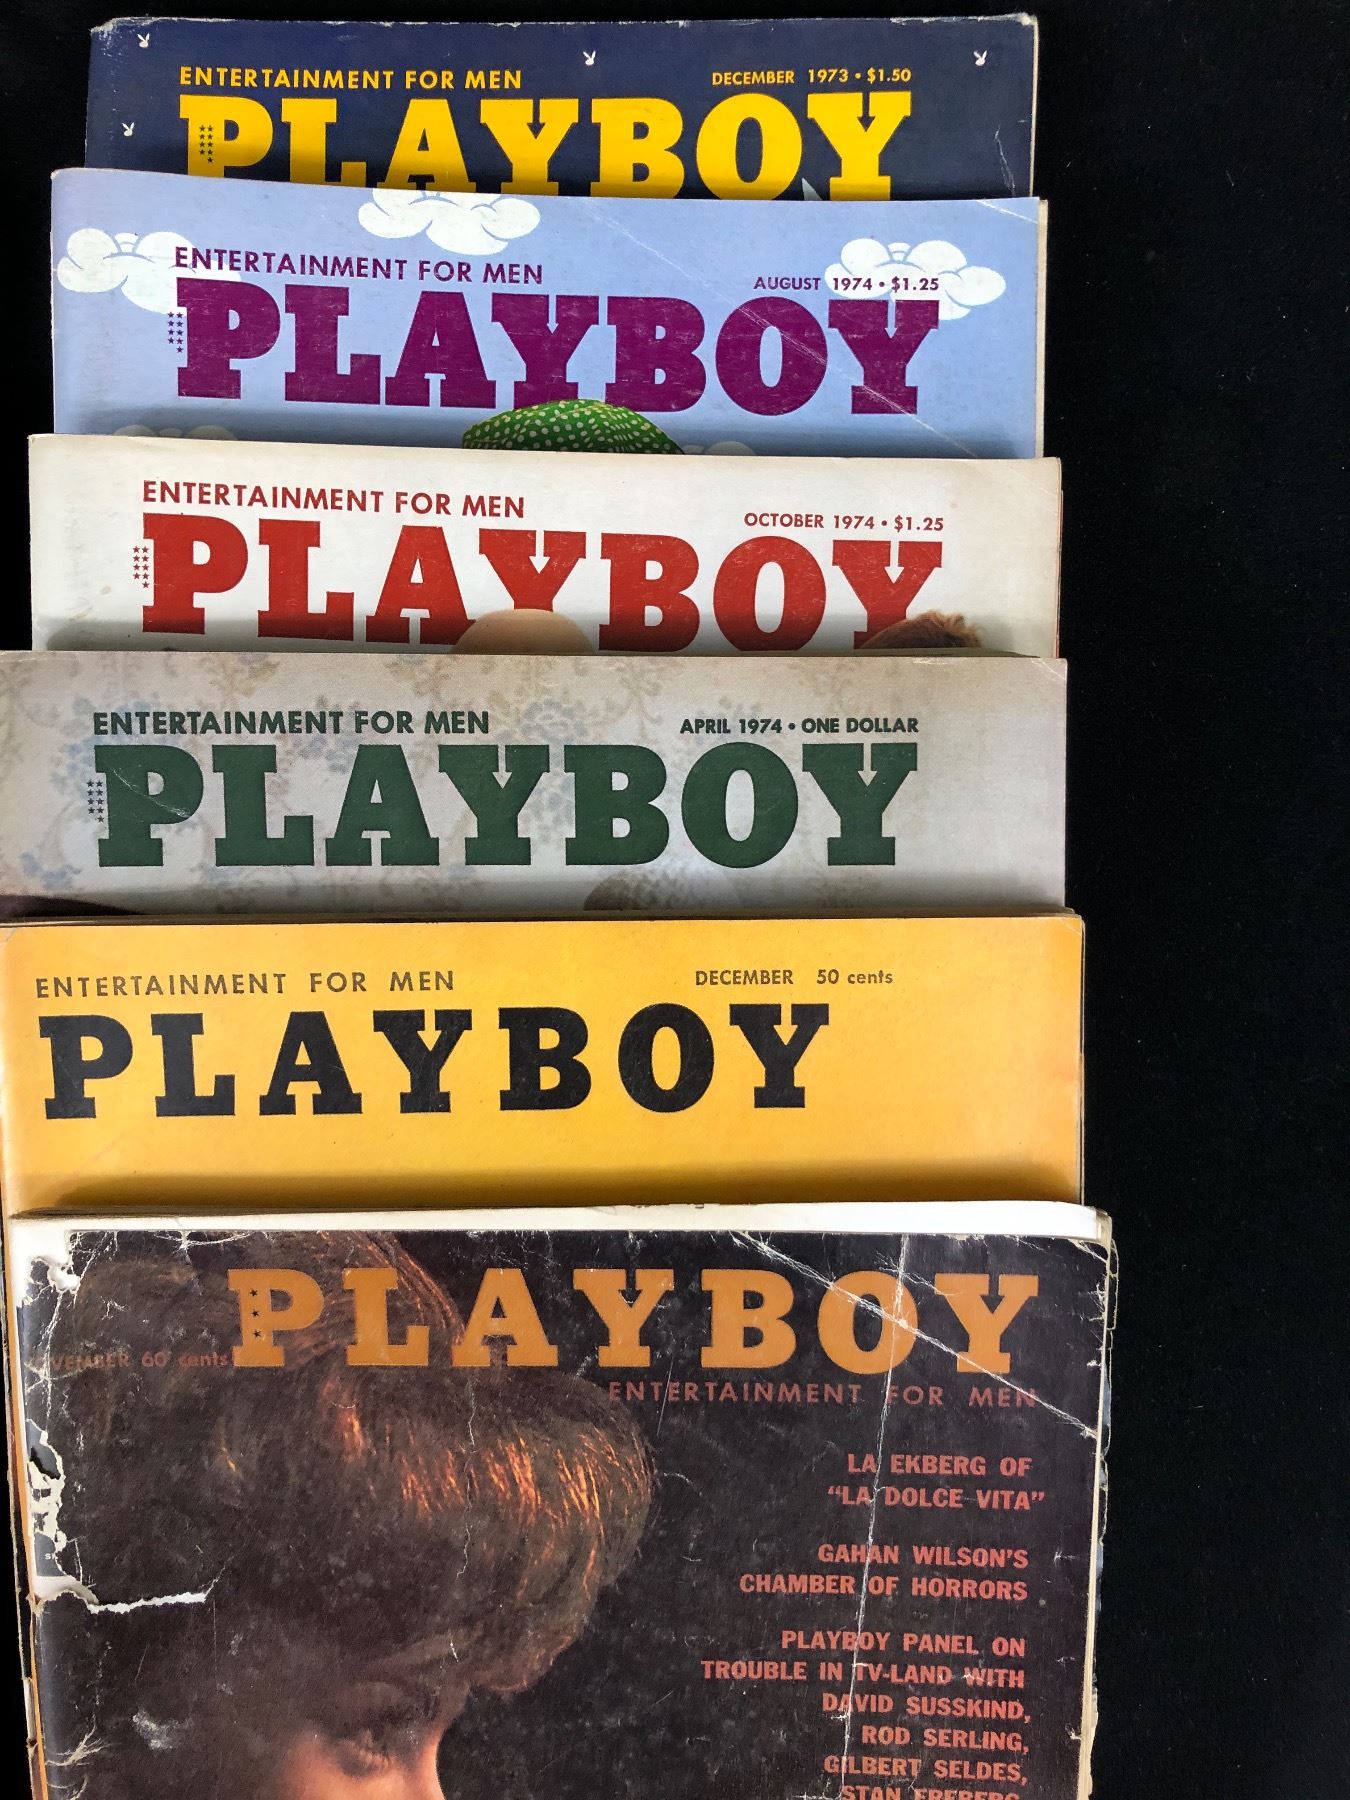 ENTERTAINMENT FOR MEN
DECEMBER 1973 • $1.50
PLAYBOY
ENTERTAINMENT FOR MEN
AUGUST 1974 • $1.25
PLAYBOY
ENTERTAINMENT FOR MEN
OCTOBER 1974 • $1.25
PLAYBOY
ENTERTAINMENT FOR MEN
APRIL 1974 • ONE DOLLAR
PLAYBOY
ENTERTAINMENT FOR MEN
DECEMBER 50 cents
PLAYBOY
PLAYBOY
60 cents
ENTERTAINMENT FOR MEN
LA EKBERG OF
“LA DOLCE VITA”
GAHAN WILSON'S
CHAMBER OF HORRORS
PLAYBOY PANEL ON
TROUBLE IN TV-LAND WITH
DAVID SUSSKIND,
ROD SERLING,
GILBERT SELDES,
STAN FREBERG